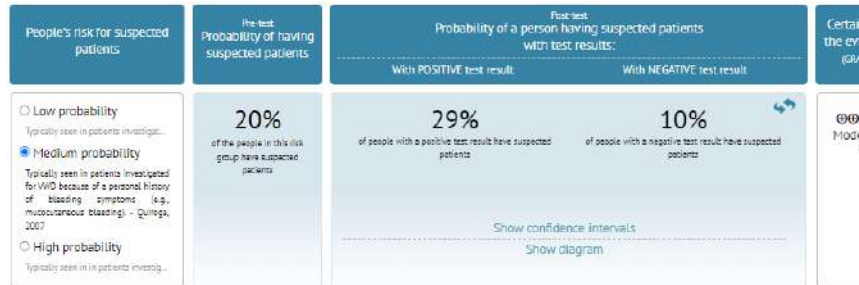 People's risk for suspected
patients
Pre-test
Probability of having
suspected patients
Post-test
Probability of a person having suspected patients
with test results:
With POSITIVE test result
With NEGATIVE test result
Certai
the ev
(GRA
Low probability
Typically seen in patients investigat...
Medium probability
Typically seen in patients investigated
for VWD because of a personal history
of bleeding symptoms (e.g.,
mucocutaneous bleeding). - Quiroga,
2007
High probability
Typically seen in in patients investig...
20%
of the people in this risk
group have suspected
patients
29%
of people with a positive test result have suspected
patients
10%
of people with a negative test result have suspected
patients
Show confidence intervals
Show diagram
Mode